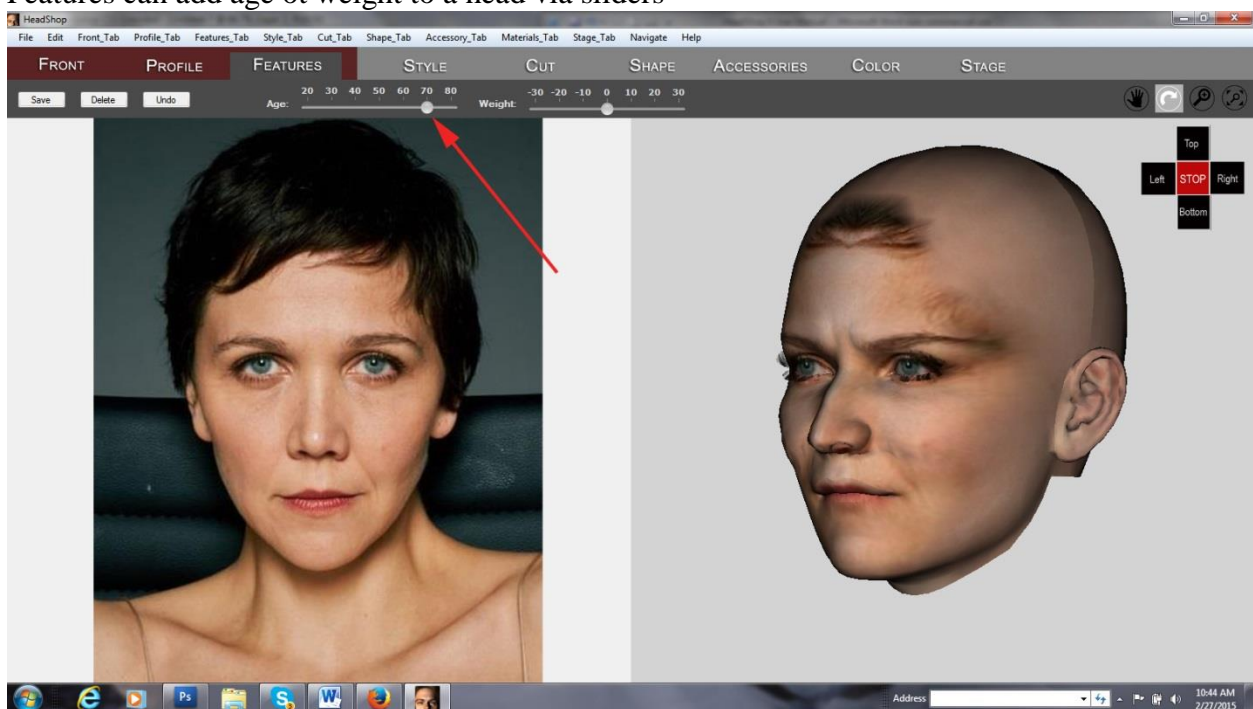 Features can add age of weight to a head via sliders
HeadShop
File Edit Front_Tab Profile_Tab Features_Tab Style_Tab Cut_Tab Shape_Tab Accessory_Tab Materials_Tab Stage_Tab Navigate Help
FRONT PROFILE FEATURES STYLE CUT SHAPE ACCESSORIES COLOR STAGE
Save Delete Undo Age: 20 30 40 50 60 70 80 Weight: -30 -20 -10 0 10 20 30
Top
Left STOP Right
Bottom
Ps S W Address 10:44 AM
2/27/2015